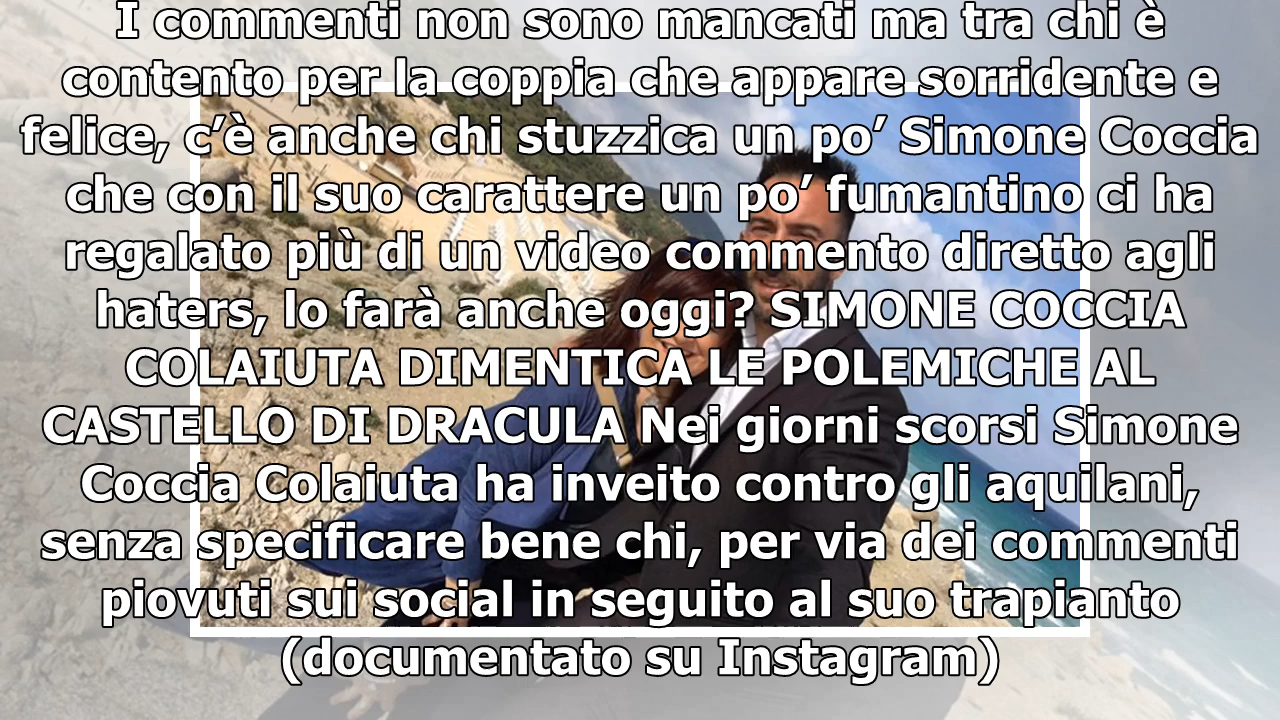 I commenti non sono mancati ma tra chi è
contento per la coppia che appare sorridente e
felice, c’è anche chi stuzzica un po’ Simone Coccia
che con il suo carattere un po’ fumantino ci ha
regalato più di un video commento diretto agli
haters, lo farà anche oggi? SIMONE COCCIA
COLAIUTA DIMENTICA LE POLEMICHE AL
CASTELLO DI DRACULA Nei giorni scorsi Simone
Coccia Colaiuta ha inveito contro gli aquilani,
senza specificare bene chi, per via dei commenti
piovuti sui social in seguito al suo trapianto
(documentato su Instagram)